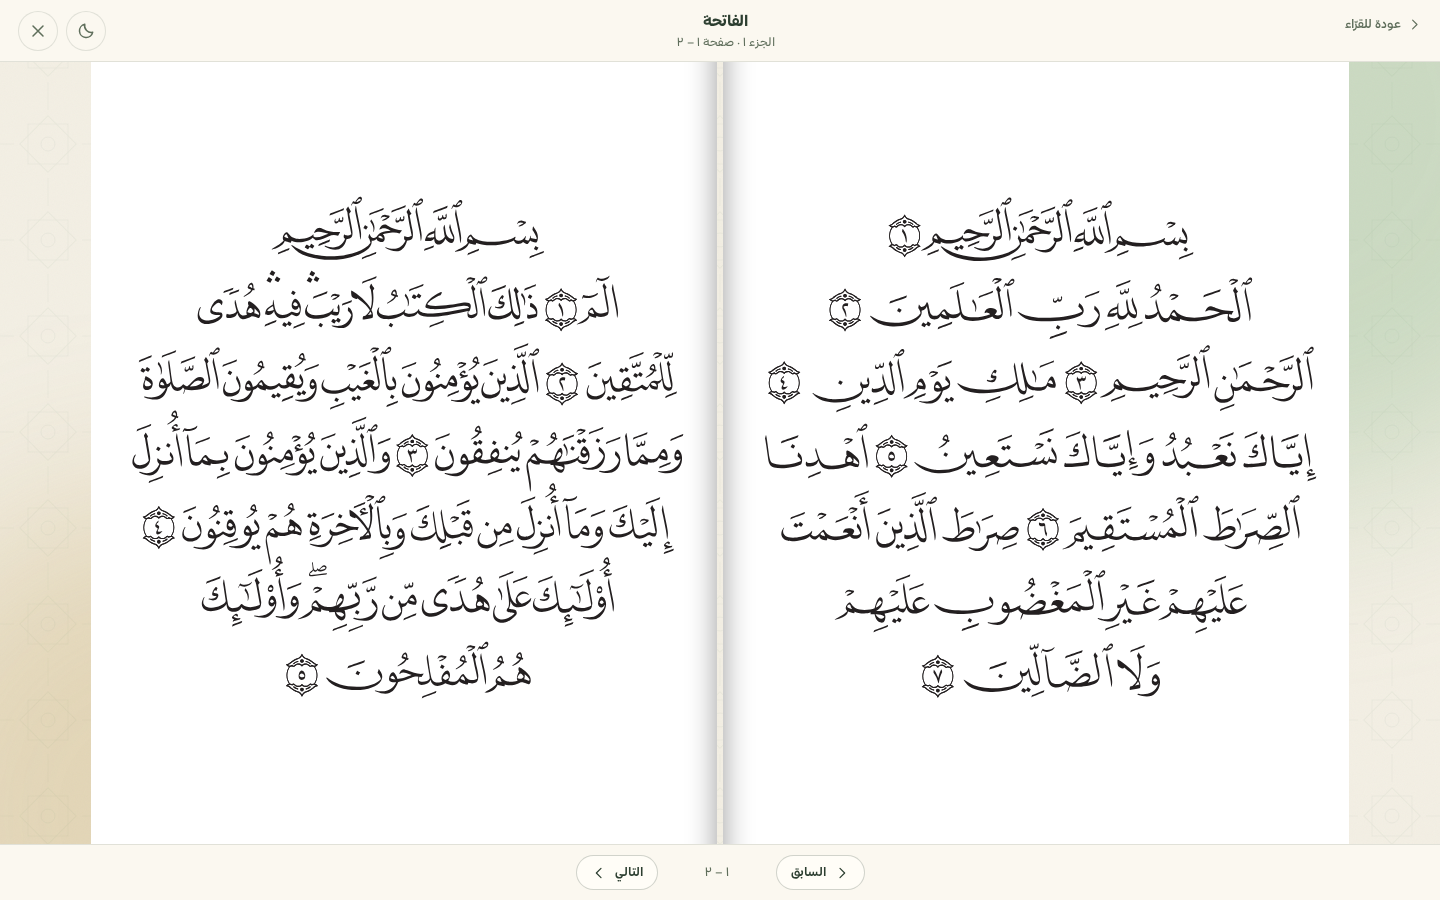 عودة للقرّاء
الفاتحة
الجزء ١ · صفحة ١ – ٢
بِسْمِ ٱللَّهِ ٱلرَّحْمَٰنِ ٱلرَّحِيمِ ١
ٱلْحَمْدُ لِلَّهِ رَبِّ ٱلْعَٰلَمِينَ ٢
ٱلرَّحْمَٰنِ ٱلرَّحِيمِ ٣ مَٰلِكِ يَوْمِ ٱلدِّينِ ٤
إِيَّاكَ نَعْبُدُ وَإِيَّاكَ نَسْتَعِينُ ٥ ٱهْدِنَا
ٱلصِّرَٰطَ ٱلْمُسْتَقِيمَ ٦ صِرَٰطَ ٱلَّذِينَ أَنْعَمْتَ
عَلَيْهِمْ غَيْرِ ٱلْمَغْضُوبِ عَلَيْهِمْ
وَلَا ٱلضَّآلِّينَ ٧
بِسْمِ ٱللَّهِ ٱلرَّحْمَٰنِ ٱلرَّحِيمِ
الٓمٓ ١ ذَٰلِكَ ٱلْكِتَٰبُ لَا رَيْبَ ۛ فِيهِ ۛ هُدًى
لِّلْمُتَّقِينَ ٢ ٱلَّذِينَ يُؤْمِنُونَ بِٱلْغَيْبِ وَيُقِيمُونَ ٱلصَّلَوٰةَ
وَمِمَّا رَزَقْنَٰهُمْ يُنفِقُونَ ٣ وَٱلَّذِينَ يُؤْمِنُونَ بِمَآ أُنزِلَ
إِلَيْكَ وَمَآ أُنزِلَ مِن قَبْلِكَ وَبِٱلْءَاخِرَةِ هُمْ يُوقِنُونَ ٤
أُو۟لَٰٓئِكَ عَلَىٰ هُدًى مِّن رَّبِّهِمْ ۖ وَأُو۟لَٰٓئِكَ
هُمُ ٱلْمُفْلِحُونَ ٥
السابق
١ – ٢
التالي